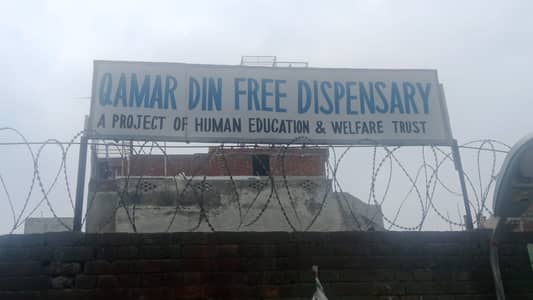 QAMAR DIN FREE DISPENSARY
A PROJECT OF HUMAN EDUCATION & WELFARE TRUST